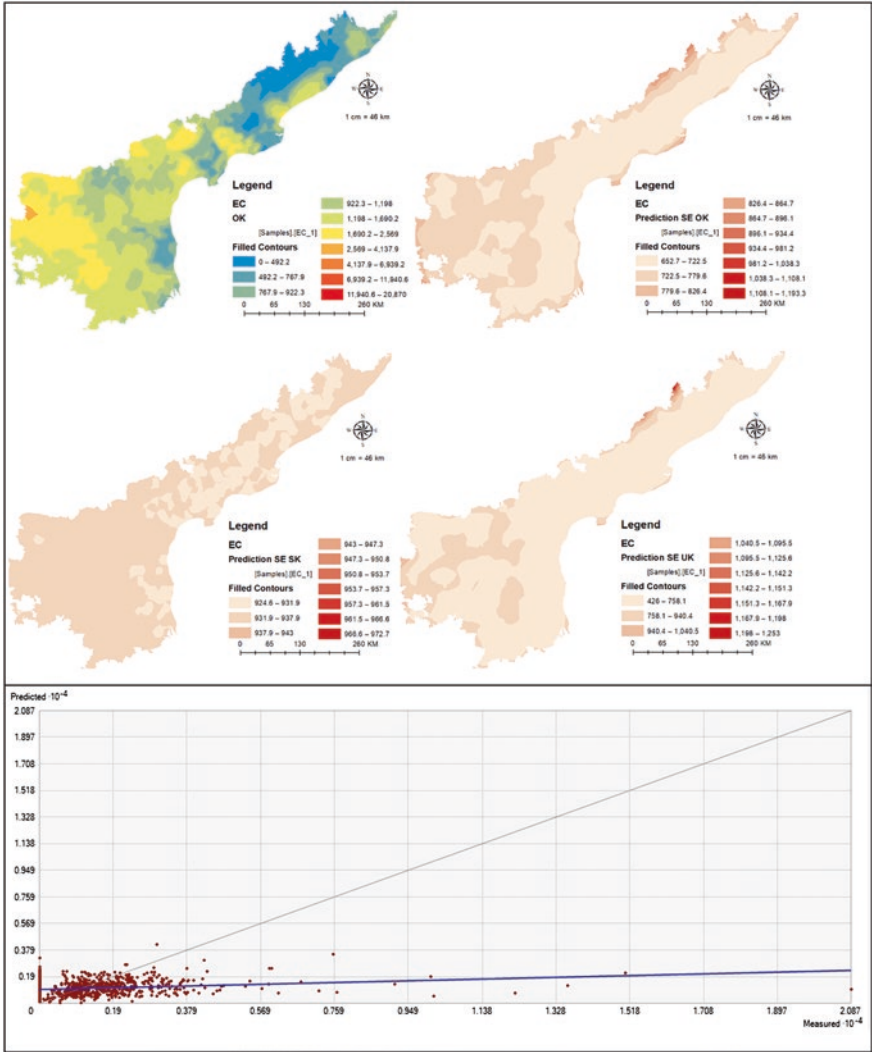 N
W E
S
1 cm = 46 km
Legend
EC
OK
[Samples].[EC_1]
Filled Contours
0 – 492.2
492.2 – 767.9
767.9 – 922.3
922.3 – 1,198
1,198 – 1,690.2
1,690.2 – 2,569
2,569 – 4,137.9
4,137.9 – 6,939.2
6,939.2 – 11,940.6
11,940.6 – 20,870
0 65 130 260 KM
N
W E
S
1 cm = 46 km
Legend
EC
Prediction SE OK
[Samples].[EC_1]
Filled Contours
652.7 – 722.5
722.5 – 779.6
779.6 – 826.4
826.4 – 864.7
864.7 – 896.1
896.1 – 934.4
934.4 – 981.2
981.2 – 1,038.3
1,038.3 – 1,108.1
1,108.1 – 1,193.3
0 65 130 260 KM
N
W E
S
1 cm = 46 km
Legend
EC
Prediction SE SK
[Samples].[EC_1]
Filled Contours
924.6 – 931.9
931.9 – 937.9
937.9 – 943
943 – 947.3
947.3 – 950.8
950.8 – 953.7
953.7 – 957.3
957.3 – 961.5
961.5 – 966.6
966.6 – 972.7
0 65 130 260 KM
N
W E
S
1 cm = 46 km
Legend
EC
Prediction SE UK
[Samples].[EC_1]
Filled Contours
426 – 758.1
758.1 – 940.4
940.4 – 1,040.5
1,040.5 – 1,095.5
1,095.5 – 1,125.6
1,125.6 – 1,142.2
1,142.2 – 1,151.3
1,151.3 – 1,167.9
1,167.9 – 1,198
1,198 – 1,253
0 65 130 260 KM
Predicted ·10⁻⁴
2.087
1.897
1.708
1.518
1.328
1.138
0.949
0.759
0.569
0.379
0.19
0 0.19 0.379 0.569 0.759 0.949 1.138 1.328 1.518 1.708 1.897 2.087
Measured ·10⁻⁴